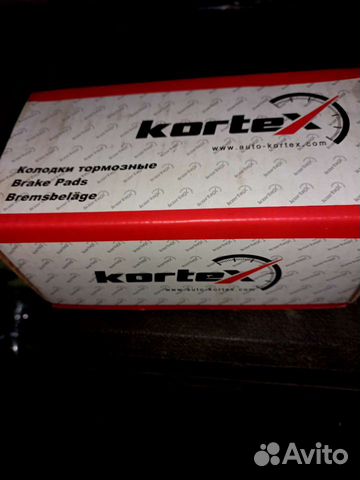 kortex
www.auto-kortex.com
Колодки тормозные
Brake Pads
Bremsbeläge
kortex
www.auto-kortex.com
Avito